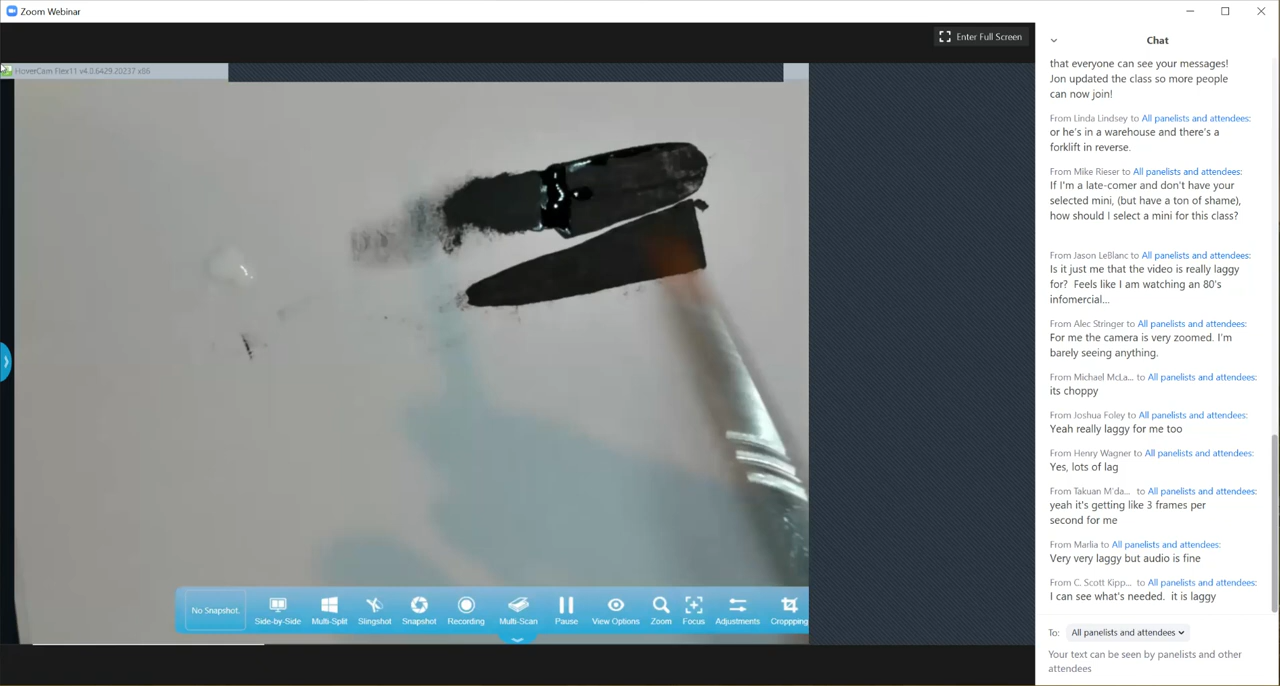 Zoom Webinar
Enter Full Screen
HoverCam Flex11 v4.0.6429.20237 x86
No Snapshot.
Side-by-Side
Multi-Split
Slingshot
Snapshot
Recording
Multi-Scan
Pause
View Options
Zoom
Focus
Adjustments
Croppping
Chat
that everyone can see your messages!
Jon updated the class so more people
can now join!
From Linda Lindsey to All panelists and attendees:
or he's in a warehouse and there's a
forklift in reverse.
From Mike Rieser to All panelists and attendees:
If I'm a late-comer and don't have your
selected mini, (but have a ton of shame),
how should I select a mini for this class?
From Jason LeBlanc to All panelists and attendees:
Is it just me that the video is really laggy
for?  Feels like I am watching an 80's
infomercial...
From Alec Stringer to All panelists and attendees:
For me the camera is very zoomed. I'm
barely seeing anything.
From Michael McLa... to All panelists and attendees:
its choppy
From Joshua Foley to All panelists and attendees:
Yeah really laggy for me too
From Henry Wagner to All panelists and attendees:
Yes, lots of lag
From Takuan M'da... to All panelists and attendees:
yeah it's getting like 3 frames per
second for me
From Marlia to All panelists and attendees:
Very very laggy but audio is fine
From C. Scott Kipp... to All panelists and attendees:
I can see what's needed.  it is laggy
To: All panelists and attendees
Your text can be seen by panelists and other
attendees